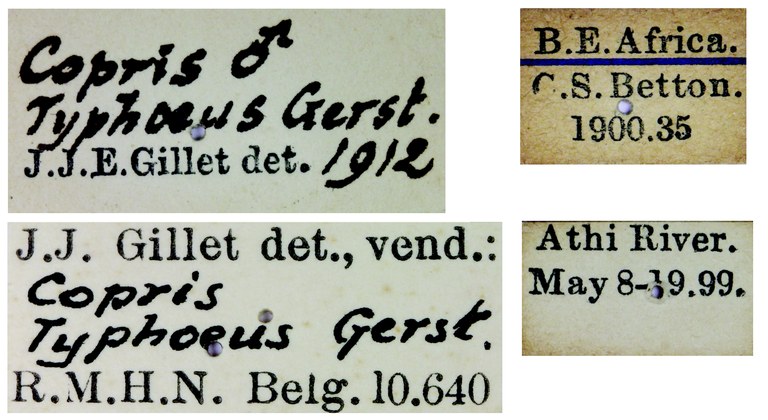 Copris ♂
Typhoeus Gerst.
J.J.E.Gillet det. 1912
B.E. Africa.
C.S. Betton.
1900.35
J.J. Gillet det., vend.:
Copris
Typhoeus Gerst.
R.M.H.N. Belg. 10.640
Athi River.
May 8-19.99.